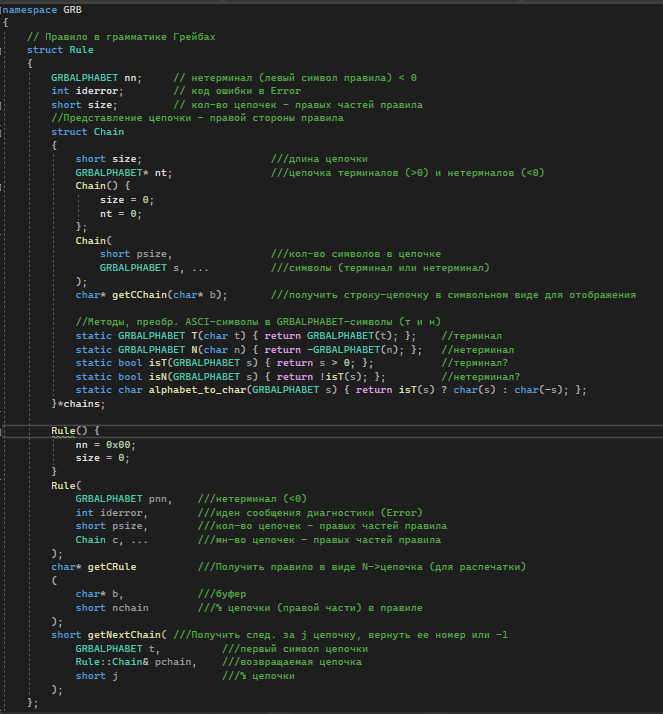 namespace GRB
{
// Правило в грамматике Грейбах
struct Rule
{
GRBALPHABET nn; // нетерминал (левый символ правила) < 0
int iderror; // код ошибки в Error
short size; // кол-во цепочек - правых частей правила
//Представление цепочки - правой стороны правила
struct Chain
{
short size; ///длина цепочки
GRBALPHABET* nt; ///цепочка терминалов (>0) и нетермналов (<0)
Chain() {
size = 0;
nt = 0;
};
Chain(
short psize, ///кол-во символов в цепочке
GRBALPHABET s, ... ///символы (терминал или нетерминал)
);
char* getCChain(char* b); ///получить строку-цепочку в символьном виде для отображения
//Методы, преобр. ASCI-символы в GRBALPHABET-символы (т и н)
static GRBALPHABET T(char t) { return GRBALPHABET(t); }; //терминал
static GRBALPHABET N(char n) { return -GRBALPHABET(n); }; //нетерминал
static bool isT(GRBALPHABET s) { return s > 0; }; //терминал?
static bool isN(GRBALPHABET s) { return !isT(s); }; //нетерминал?
static char alphabet_to_char(GRBALPHABET s) { return isT(s) ? char(s) : char(-s); };
}*chains;
Rule() {
nn = 0x00;
size = 0;
}
Rule(
GRBALPHABET pnn, ///нетерминал (<0)
int iderror, ///иден сообщения диагностики (Error)
short psize, ///кол-во цепочек - правых частей правила
Chain c, ... ///мн-во цепочек - правых частей правила
);
char* getCRule ///Получить правило в виде N->цепочка (для распечатки)
(
char* b, ///буфер
short nchain ///% цепочки (правой части) в правиле
);
short getNextChain( ///Получить след. за j цепочку, вернуть ее номер или -1
GRBALPHABET t, ///первый символ цепочки
Rule::Chain& pchain, ///возвращаемая цепочка
short j ///% цепочки
);
};